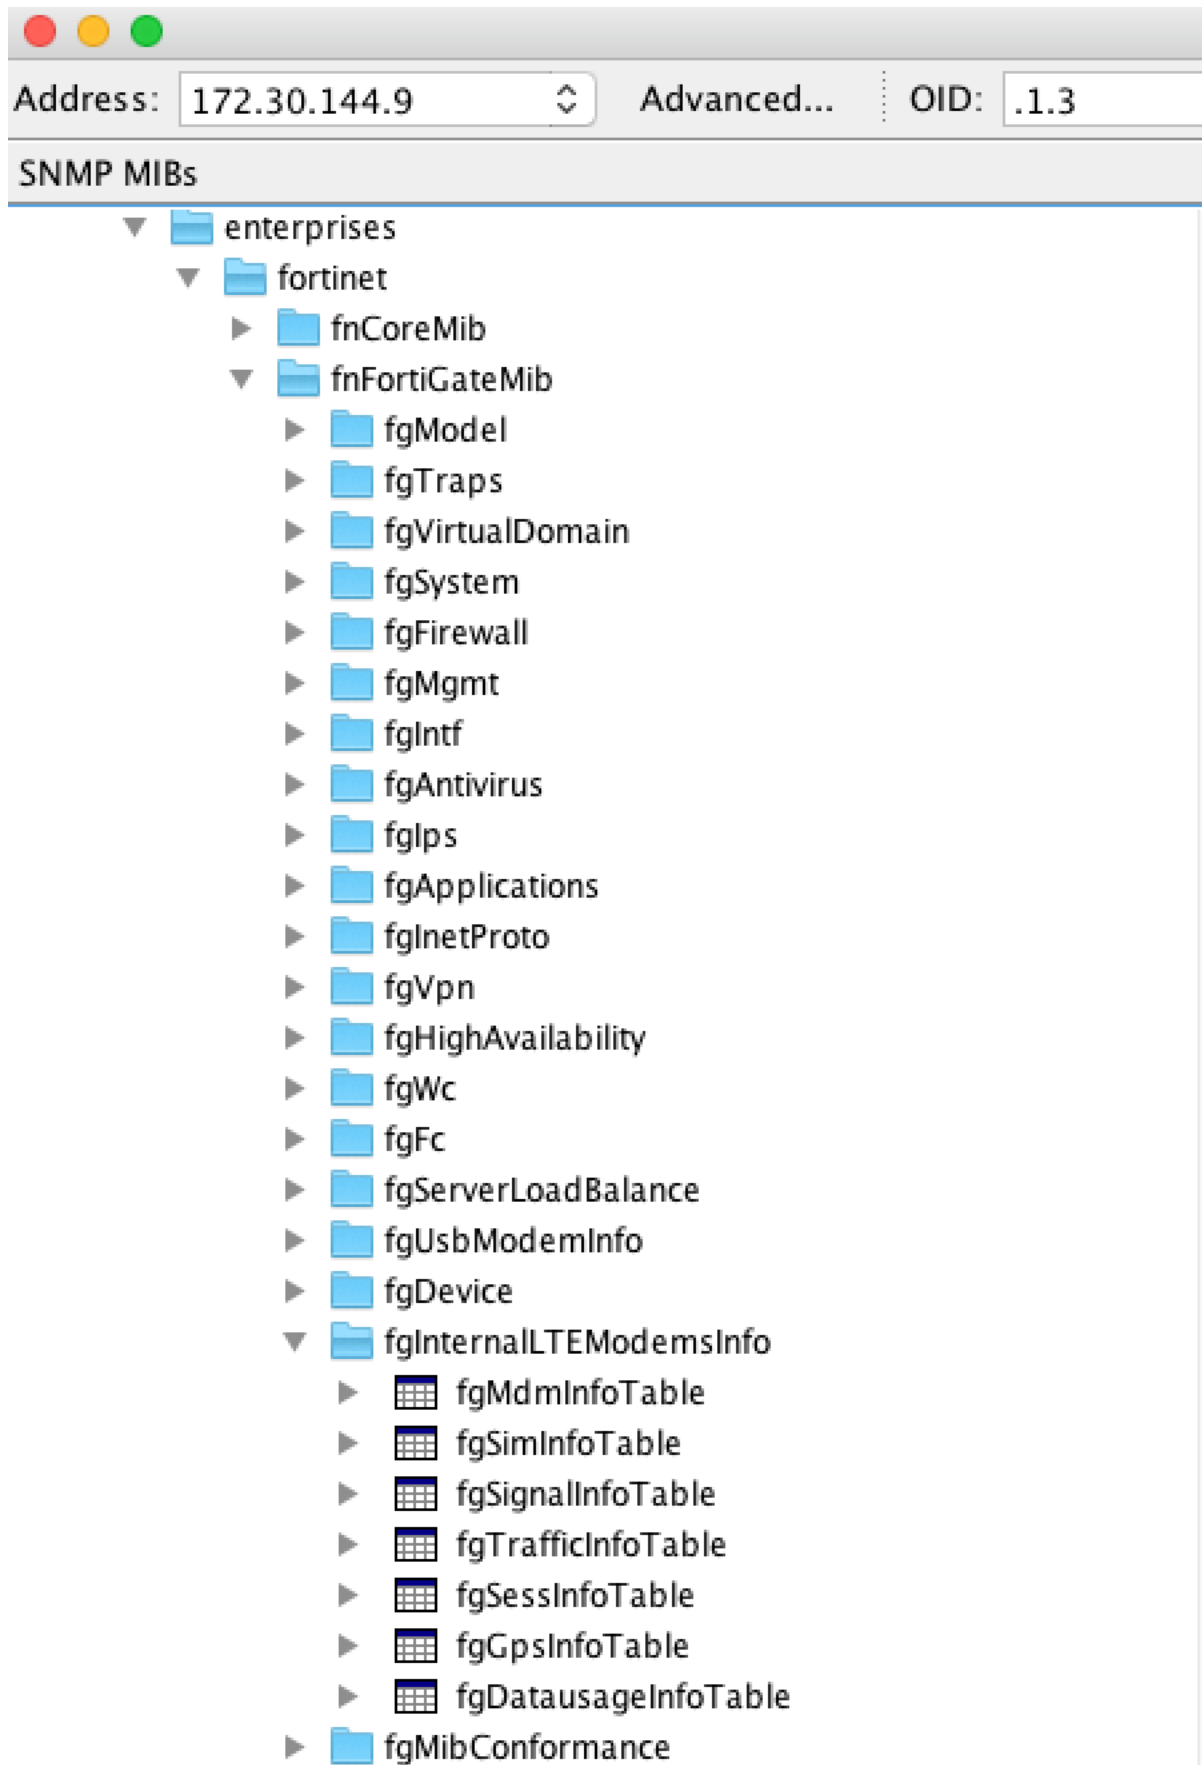 Address: 172.30.144.9 Advanced... OID: .1.3
SNMP MIBs
enterprises
fortinet
fnCoreMib
fnFortiGateMib
fgModel
fgTraps
fgVirtualDomain
fgSystem
fgFirewall
fgMgmt
fgIntf
fgAntivirus
fgIps
fgApplications
fgInetProto
fgVpn
fgHighAvailability
fgWc
fgFc
fgServerLoadBalance
fgUsbModemInfo
fgDevice
fgInternalLTEModemsInfo
fgMdmInfoTable
fgSimInfoTable
fgSignalInfoTable
fgTrafficInfoTable
fgSessInfoTable
fgGpsInfoTable
fgDatausageInfoTable
fgMibConformance